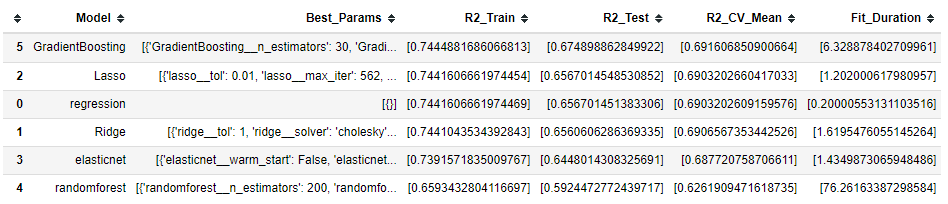 Model Best_Params R2_Train R2_Test R2_CV_Mean Fit_Duration
5 GradientBoosting [{'GradientBoosting__n_estimators': 30, 'Gradi... [0.7444881686066813] [0.674898862849922] [0.691606850900664] [6.328878402709961]
2 Lasso [{'lasso__tol': 0.01, 'lasso__max_iter': 562, ... [0.7441606661974454] [0.6567014548530852] [0.6903202660417033] [1.202000617980957]
0 regression [{}] [0.7441606661974469] [0.656701451383306] [0.6903202609159576] [0.20000553131103516]
1 Ridge [{'ridge__tol': 1, 'ridge__solver': 'cholesky'... [0.7441043534392843] [0.6560606286369335] [0.6906567353442526] [1.6195476055145264]
3 elasticnet [{'elasticnet__warm_start': False, 'elasticnet... [0.7391571835009767] [0.6448014308325691] [0.687720758706611] [1.4349873065948486]
4 randomforest [{'randomforest__n_estimators': 200, 'randomfo... [0.6593432804116697] [0.5924472772439717] [0.6261909471618735] [76.26163387298584]